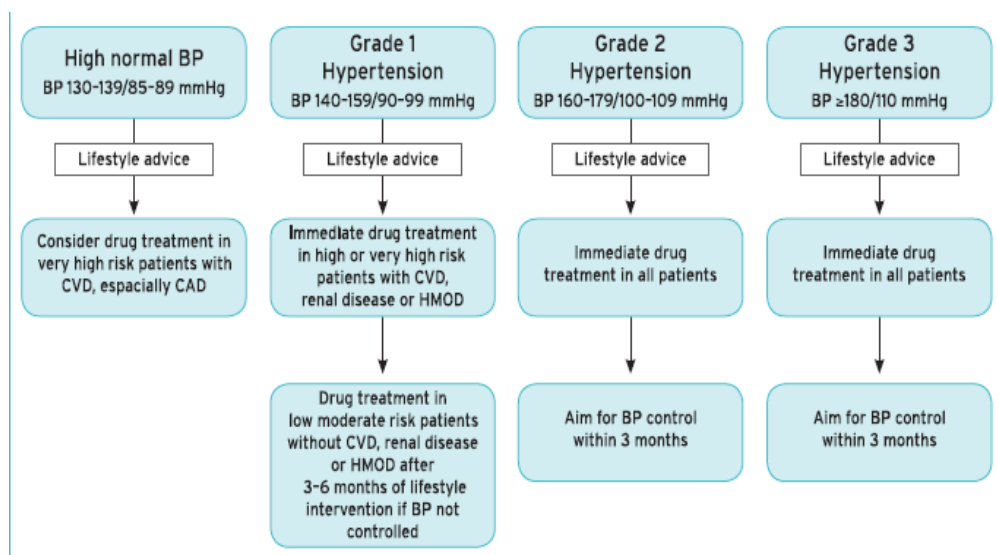 High normal BP
BP 130-139/85-89 mmHg
Lifestyle advice
Consider drug treatment in
very high risk patients with
CVD, espacially CAD
Grade 1
Hypertension
BP 140-159/90-99 mmHg
Lifestyle advice
Immediate drug treatment
in high or very high risk
patients with CVD,
renal disease or HMOD
Drug treatment in
low moderate risk patients
without CVD, renal disease
or HMOD after
3-6 months of lifestyle
intervention if BP not
controlled
Grade 2
Hypertension
BP 160-179/100-109 mmHg
Lifestyle advice
Immediate drug
treatment in all patients
Aim for BP control
within 3 months
Grade 3
Hypertension
BP ≥180/110 mmHg
Lifestyle advice
Immediate drug
treatment in all patients
Aim for BP control
within 3 months